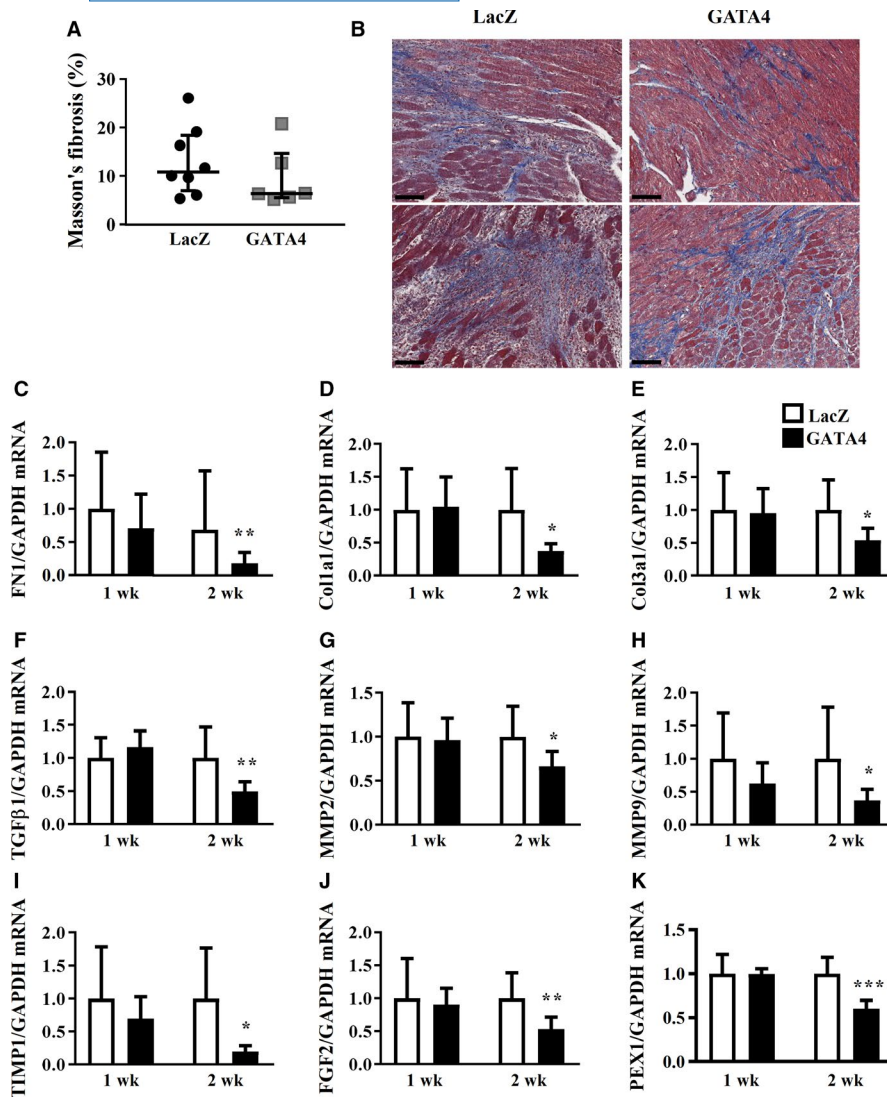 LacZ GATA4
A B
Masson's fibrosis (%)
30
20
10
0
LacZ GATA4
C D E
LacZ
GATA4
FN1/GAPDH mRNA
2.0
1.5
1.0
0.5
0.0
**
1 wk 2 wk
Col1a1/GAPDH mRNA
2.0
1.5
1.0
0.5
0.0
*
1 wk 2 wk
Col3a1/GAPDH mRNA
2.0
1.5
1.0
0.5
0.0
*
1 wk 2 wk
F G H
TGFβ1/GAPDH mRNA
2.0
1.5
1.0
0.5
0.0
**
1 wk 2 wk
MMP2/GAPDH mRNA
1.5
1.0
0.5
0.0
*
1 wk 2 wk
MMP9/GAPDH mRNA
2.0
1.5
1.0
0.5
0.0
*
1 wk 2 wk
I J K
TIMP1/GAPDH mRNA
2.0
1.5
1.0
0.5
0.0
*
1 wk 2 wk
FGF2/GAPDH mRNA
2.0
1.5
1.0
0.5
0.0
**
1 wk 2 wk
PEX1/GAPDH mRNA
1.5
1.0
0.5
0.0
***
1 wk 2 wk